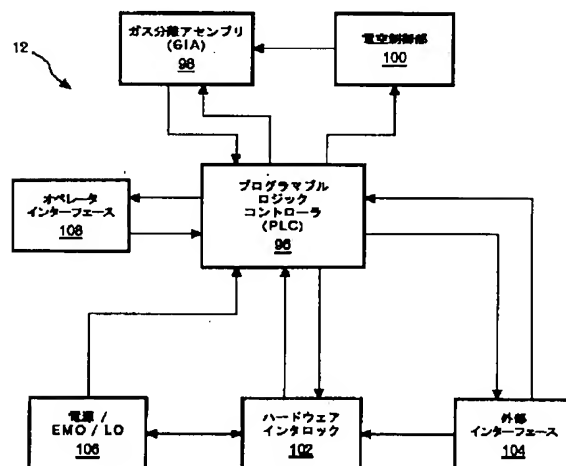 12
ガス分離アセンブリ
(GIA)
98
電空制御部
100
プログラマブル
ロジック
コントローラ
(PLC)
96
オペレータ
インターフェース
108
電源 /
EMO / LO
106
ハードウェア
インタロック
102
外部
インターフェース
104